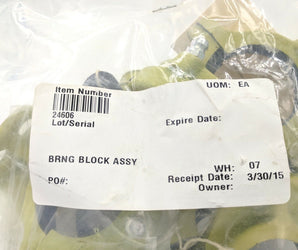 Item Number
UOM: EA
24606
Lot/Serial
Expire Date:
BRNG BLOCK ASSY
WH: 07
PO#:
Receipt Date: 3/30/15
Owner: